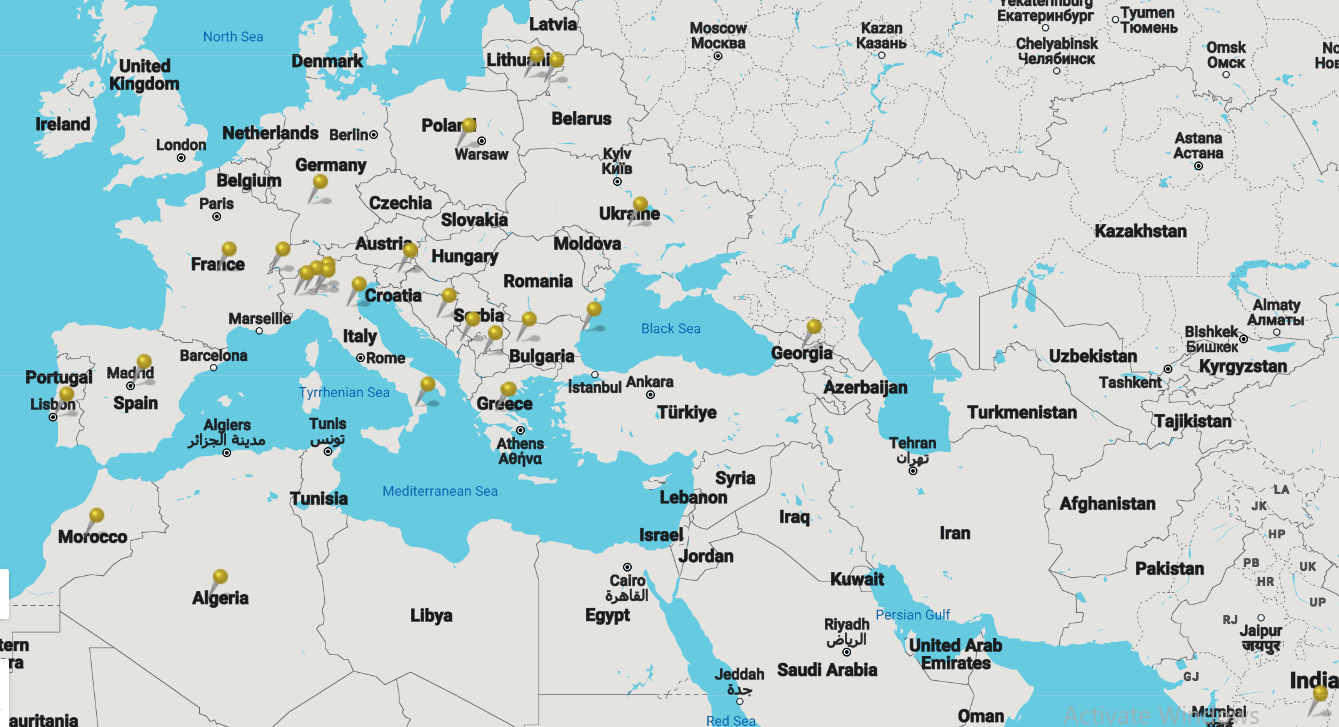 Yekaterinburg
Екатеринбург
Tyumen
Тюмень
Latvia
Moscow
Москва
Kazan
Казань
North Sea
Chelyabinsk
Челябинск
Omsk
Омск
Denmark
Lithuani
United
Kingdom
Ireland
Netherlands
Berlin
Poland
Belarus
London
Warsaw
Astana
Астана
Kyiv
Київ
Germany
Belgium
Paris
Czechia
Ukraine
Slovakia
Kazakhstan
Austria
Moldova
Hungary
France
Romania
Croatia
Almaty
Алматы
Marseille
Serbia
Black Sea
Bishkek
Бишкек
Italy
Georgia
Barcelona
Rome
Bulgaria
Uzbekistan
Kyrgyzstan
Portugal
Madrid
İstanbul
Ankara
Azerbaijan
Tashkent
Tyrrhenian Sea
Lisbon
Spain
Greece
Türkiye
Turkmenistan
Tajikistan
Algiers
مدينة الجزائر
Tunis
تونس
Athens
Αθήνα
Tehran
تهران
Syria
Mediterranean Sea
Tunisia
Lebanon
LA
Afghanistan
JK
Iraq
Morocco
Israel
Iran
HP
Jordan
Pakistan
PB
UK
HR
Cairo
القاهرة
Kuwait
Algeria
UP
Libya
Egypt
Persian Gulf
RJ
Riyadh
الرياض
Jaipur
जयपुर
United Arab
Emirates
Saudi Arabia
GJ
Jeddah
جدة
India
Mumbai
Oman
Red Sea
auritania
Activate Windows